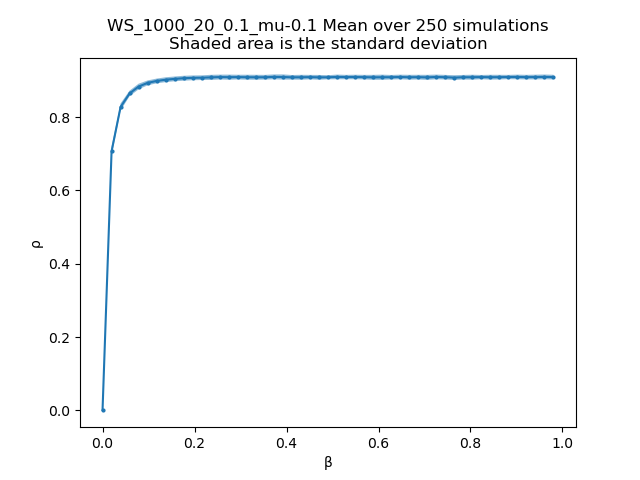 WS_1000_20_0.1_mu-0.1 Mean over 250 simulations
Shaded area is the standard deviation
0.8
0.6
0.4
0.2
0.0
ρ
0.0 0.2 0.4 0.6 0.8 1.0
β